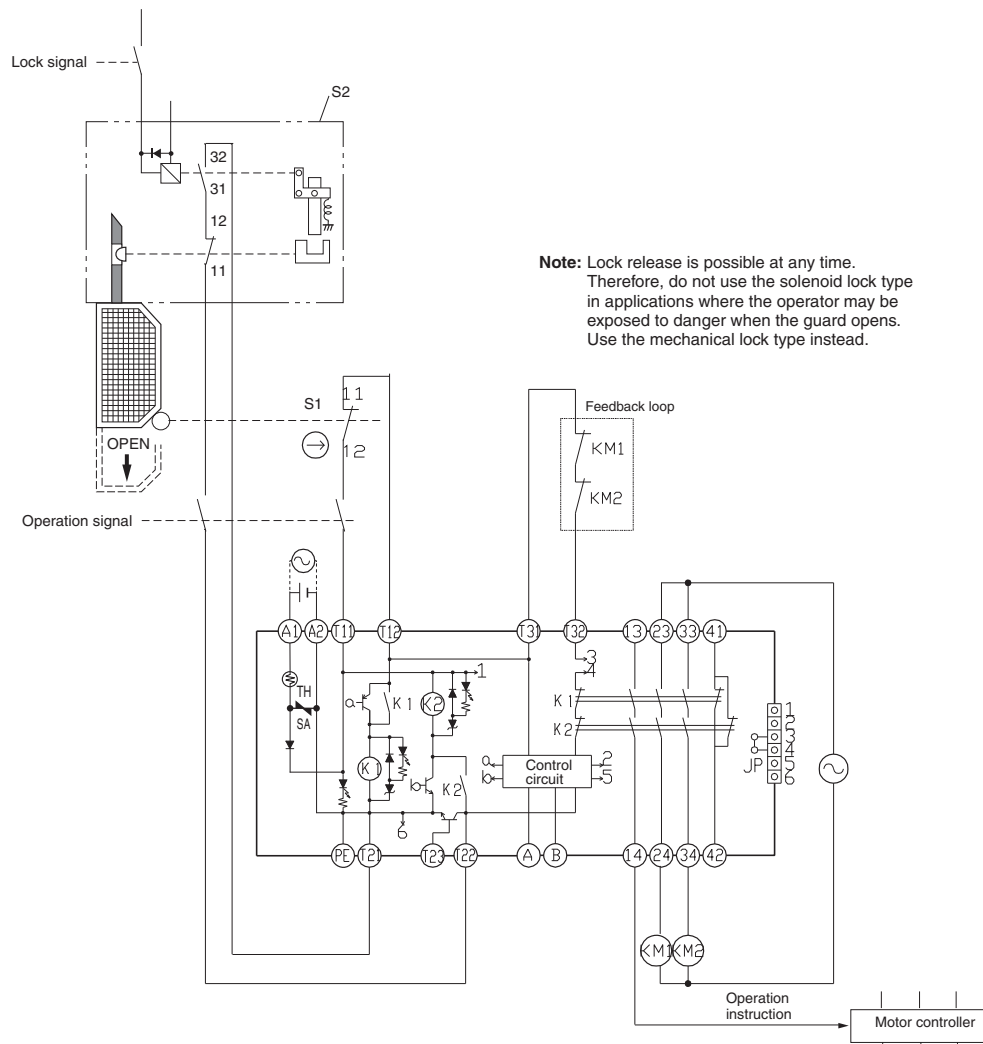 Lock signal
S2
32
31
12
11
Note: Lock release is possible at any time.
Therefore, do not use the solenoid lock type
in applications where the operator may be
exposed to danger when the guard opens.
Use the mechanical lock type instead.
S1
11
12
OPEN
Feedback loop
KM1
KM2
Operation signal
A1 A2 T11 T12 T31 T32 13 23 33 41
TH
SA
a
K1
K2
1
3
4
K1
K2
K1
b
K2
a
b
Control
circuit
2
5
6
JP
1
2
3
4
5
6
PE T21 T23 T22 A B 14 24 34 42
KM1 KM2
Operation
instruction
Motor controller